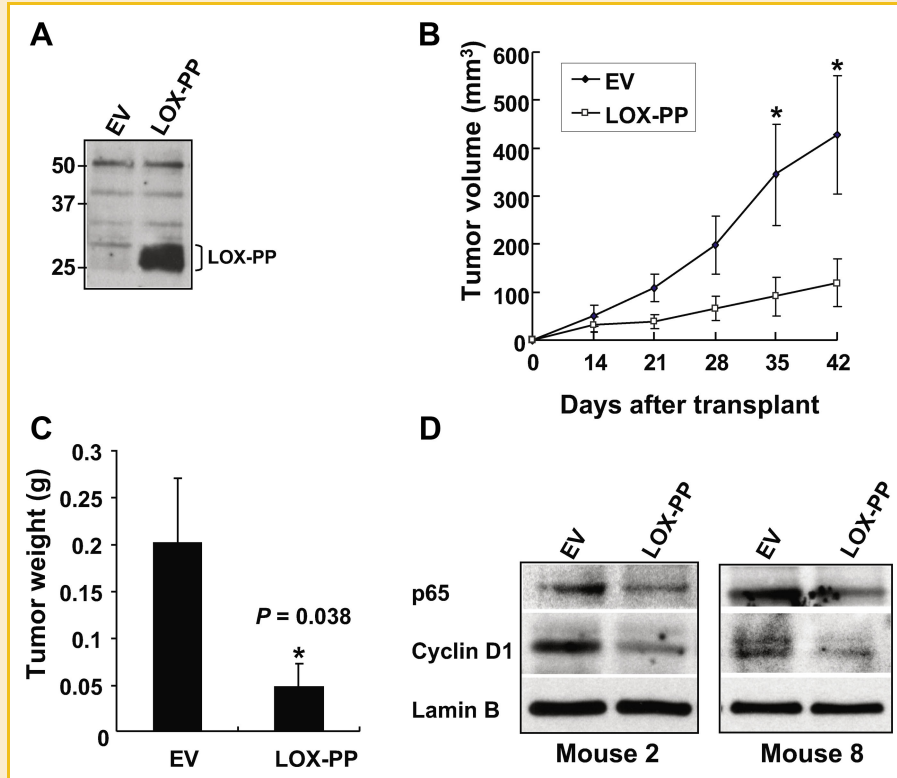 A
EV
LOX-PP
50
37
25
LOX-PP
B
Tumor volume (mm³)
600
500
400
300
200
100
0
EV
LOX-PP
*
*
0 14 21 28 35 42
Days after transplant
C
Tumor weight (g)
0.3
0.25
0.2
0.15
0.1
0.05
0
P = 0.038
*
EV LOX-PP
D
EV LOX-PP EV LOX-PP
p65
Cyclin D1
Lamin B
Mouse 2 Mouse 8